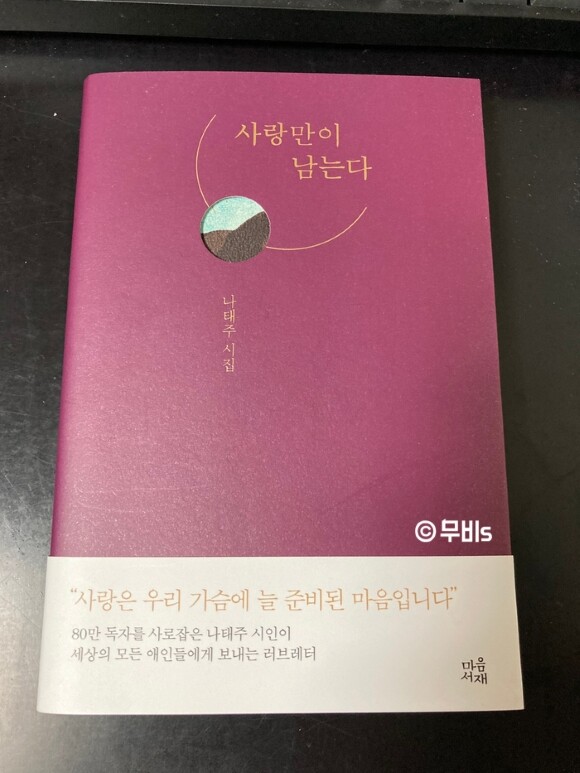 사랑만이
남는다
나태주 시집
© 무비s
“사랑은 우리 가슴에 늘 준비된 마음입니다”
80만 독자를 사로잡은 나태주 시인이
세상의 모든 애인들에게 보내는 러브레터
마음
서재